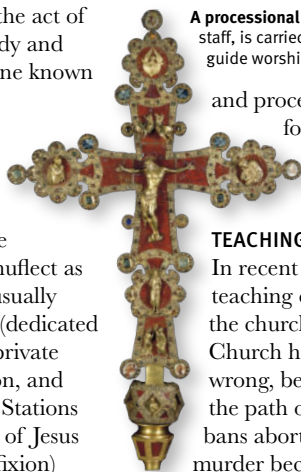 the act of
dy and
ne known
e
nuflect as
usually
(dedicated
private
on, and
Stations
of Jesus
fixion)
A processional
staff, is carried
guide worship
and proce
fo
TEACHING
In recent
teaching o
the church
Church h
wrong, be
the path o
bans abort
murder bec